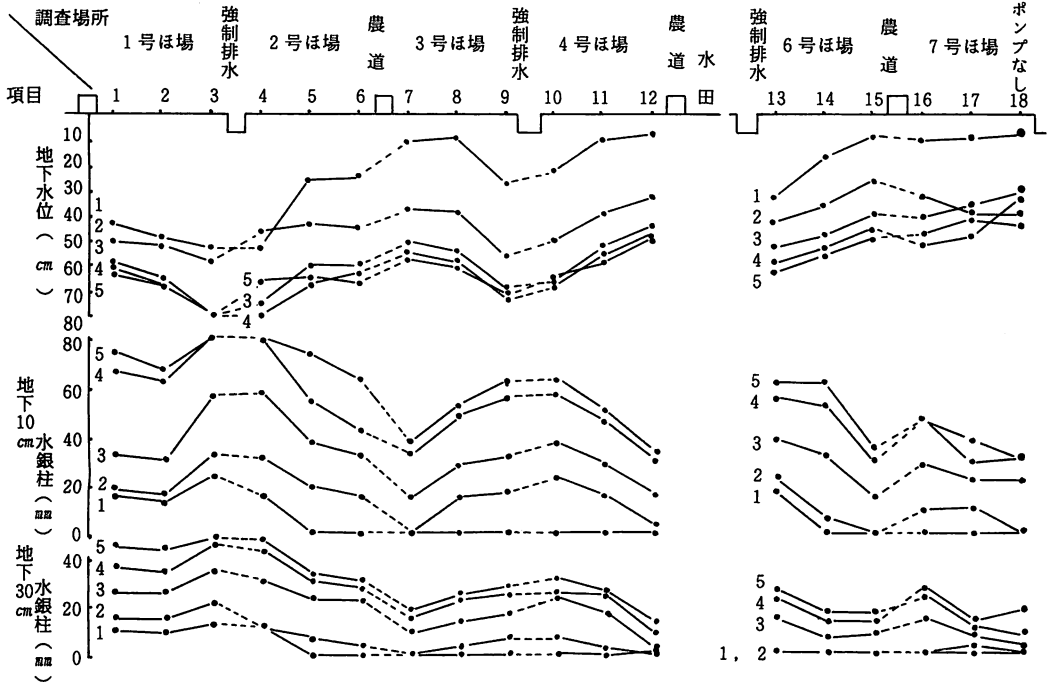 調査場所
項目
1号ほ場
強制排水
2号ほ場
農道
3号ほ場
強制排水
4号ほ場
農道
水田
強制排水
6号ほ場
農道
7号ほ場
ポンプなし
1 2 3 4 5 6 7 8 9 10 11 12 13 14 15 16 17 18
地下水位(cm)
10
20
30
40
50
60
70
80
1
2
3
4
5
5
3
4
1
2
3
4
5
地下10cm水銀柱(mm)
80
60
40
20
0
5
4
3
2
1
5
4
3
2
1
地下30cm水銀柱(mm)
40
20
0
5
4
3
2
1
5
4
3
1, 2